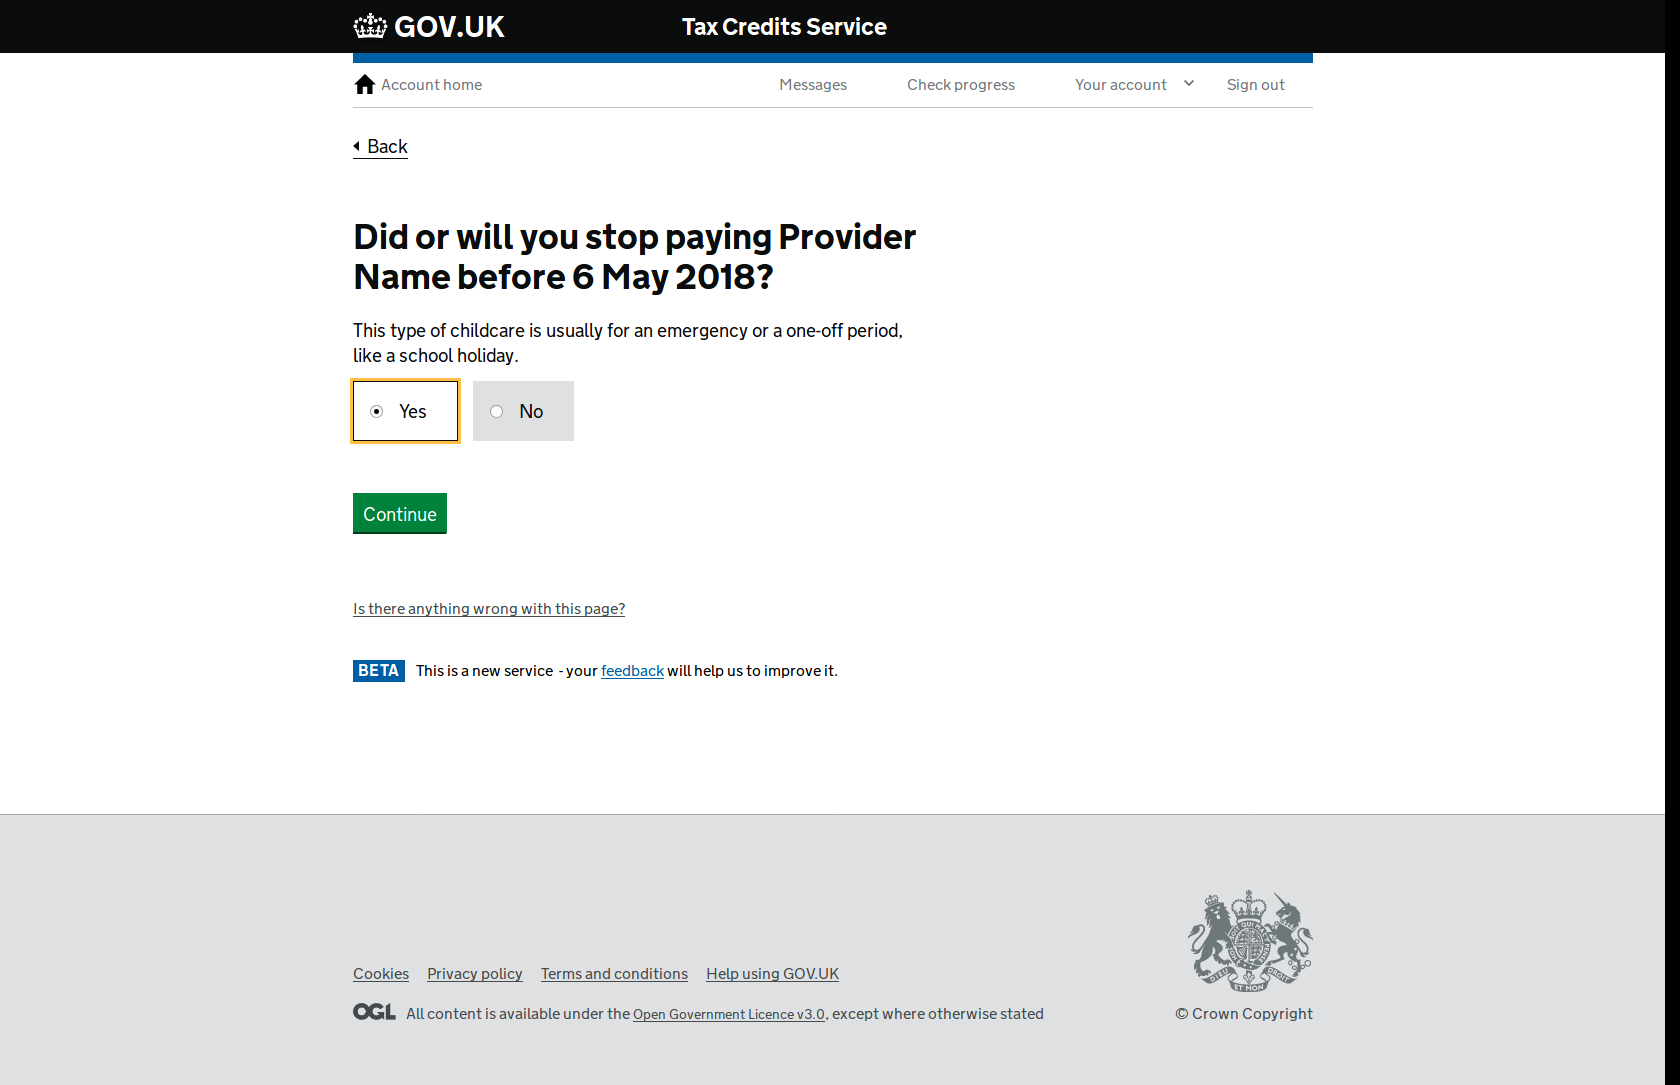 GOV.UK
Tax Credits Service
Account home
Messages
Check progress
Your account
Sign out
Back
Did or will you stop paying Provider
Name before 6 May 2018?
This type of childcare is usually for an emergency or a one-off period,
like a school holiday.
Yes
No
Continue
Is there anything wrong with this page?
BETA This is a new service - your feedback will help us to improve it.
Cookies
Privacy policy
Terms and conditions
Help using GOV.UK
OGL All content is available under the Open Government Licence v3.0, except where otherwise stated
DIEU ET MON DROIT
© Crown Copyright